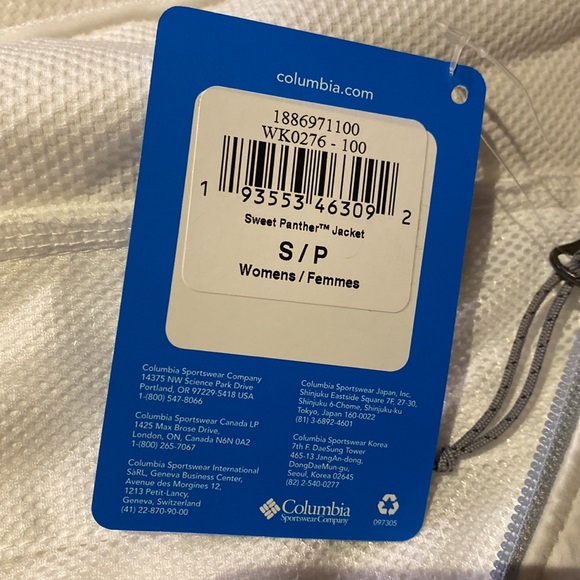 columbia.com
1886971100
WK0276 - 100
1 93553 46309 2
Sweet Panther™ Jacket
S / P
Womens / Femmes
Columbia Sportswear Company
14375 NW Science Park Drive
Portland, OR 97229-5418 USA
1-(800) 547-8066
Columbia Sportswear Canada LP
1425 Max Brose Drive,
London, ON, Canada N6N 0A2
1-(800) 265-7067
Columbia Sportswear International
SàRL, Geneva Business Center,
Avenue des Morgines 12,
1213 Petit-Lancy,
Geneva, Switzerland
(41) 22-870-90-00
Columbia Sportswear Japan, Inc.
Shinjuku Eastside Square 7F, 27-30,
Shinjuku 6-Chome, Shinjuku-ku
Tokyo, Japan 160-0022
(81) 3-6892-4601
Columbia Sportswear Korea
7th F. DaeSung Tower
465-13 JangAn-dong,
DongDaeMun-gu,
Seoul, Korea 02645
(82) 2-540-0277
Columbia
Sportswear Company
097305